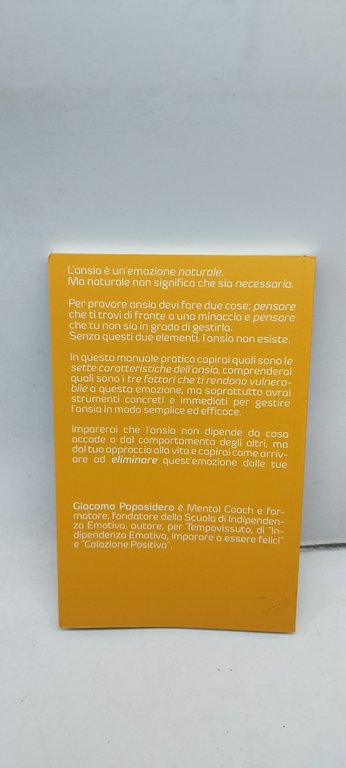 L'ansia è un'emozione naturale.
Ma naturale non significa che sia necessaria.
Per provare ansia devi fare due cose: pensare
che ti trovi di fronte a una minaccia e pensare
che tu non sia in grado di gestirla.
Senza questi due elementi, l'ansia non esiste.
In questo manuale pratico capirai quali sono le
sette caratteristiche dell'ansia, comprenderai
quali sono i tre fattori che ti rendono vulnera-
bile a questa emozione, ma soprattutto avrai
strumenti concreti e immediati per gestire
l'ansia in modo semplice ed efficace.
Imparerai che l'ansia non dipende da cosa
accade o dal comportamento degli altri, ma
dal tuo approccio alla vita e capirai come arriv-
are ad eliminare quest'emozione dalle tue
Giacomo Papasidero è Mental Coach e for-
matore, fondatore della Scuola di Indipenden-
za Emotiva, autore, per Tempovissuto, di "In-
dipendenza Emotiva, imparare a essere felici"
e "Colazione Positiva".